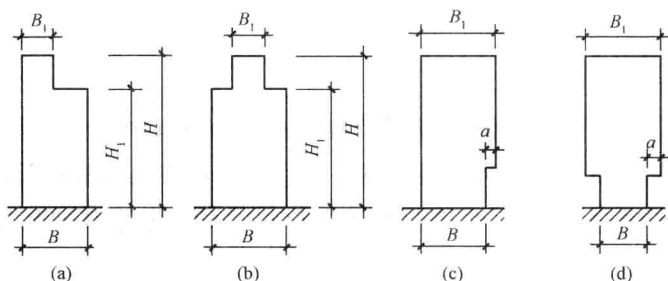 B₁ B₁ B₁ B₁
H₁ H H₁ H a a
B B B B
(a) (b) (c) (d)